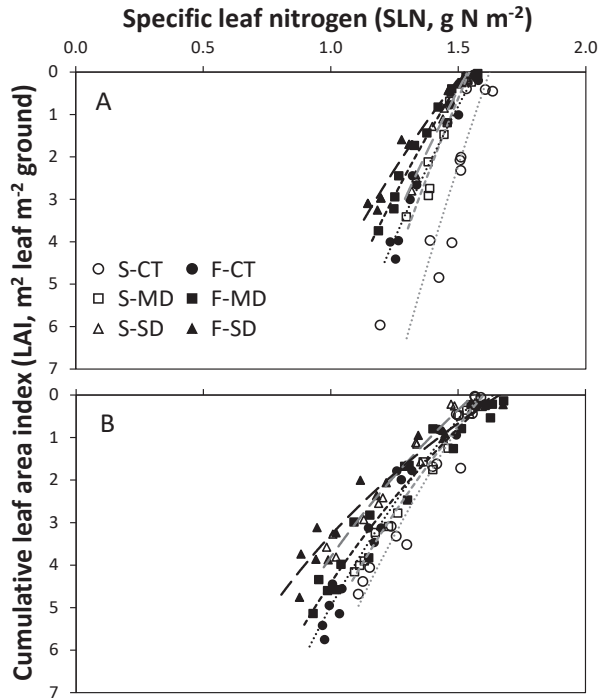 Specific leaf nitrogen (SLN, g N m⁻²)
0.0 0.5 1.0 1.5 2.0
Cumulative leaf area index (LAI, m² leaf m⁻² ground)
0
A
1
2
3
4
○ S-CT ● F-CT
□ S-MD ■ F-MD
5
△ S-SD ▲ F-SD
6
7
0
B
1
2
3
4
5
6
7